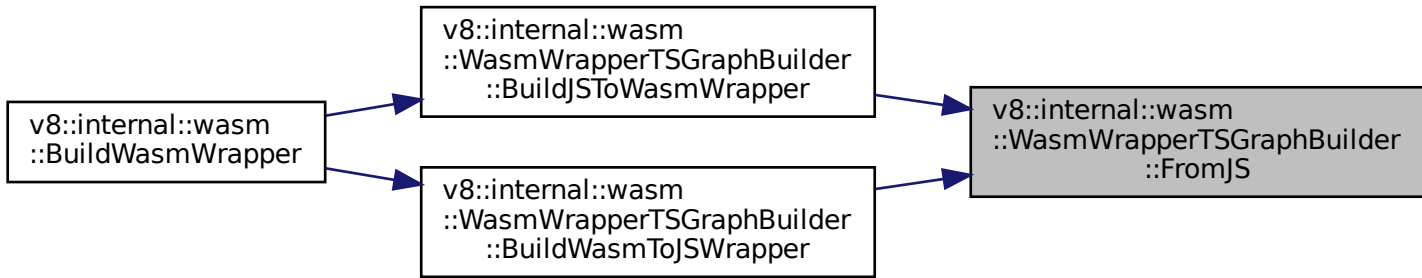 v8::internal::wasm
::BuildWasmWrapper
v8::internal::wasm
::WasmWrapperTSGraphBuilder
::BuildJSToWasmWrapper
v8::internal::wasm
::WasmWrapperTSGraphBuilder
::BuildWasmToJSWrapper
v8::internal::wasm
::WasmWrapperTSGraphBuilder
::FromJS